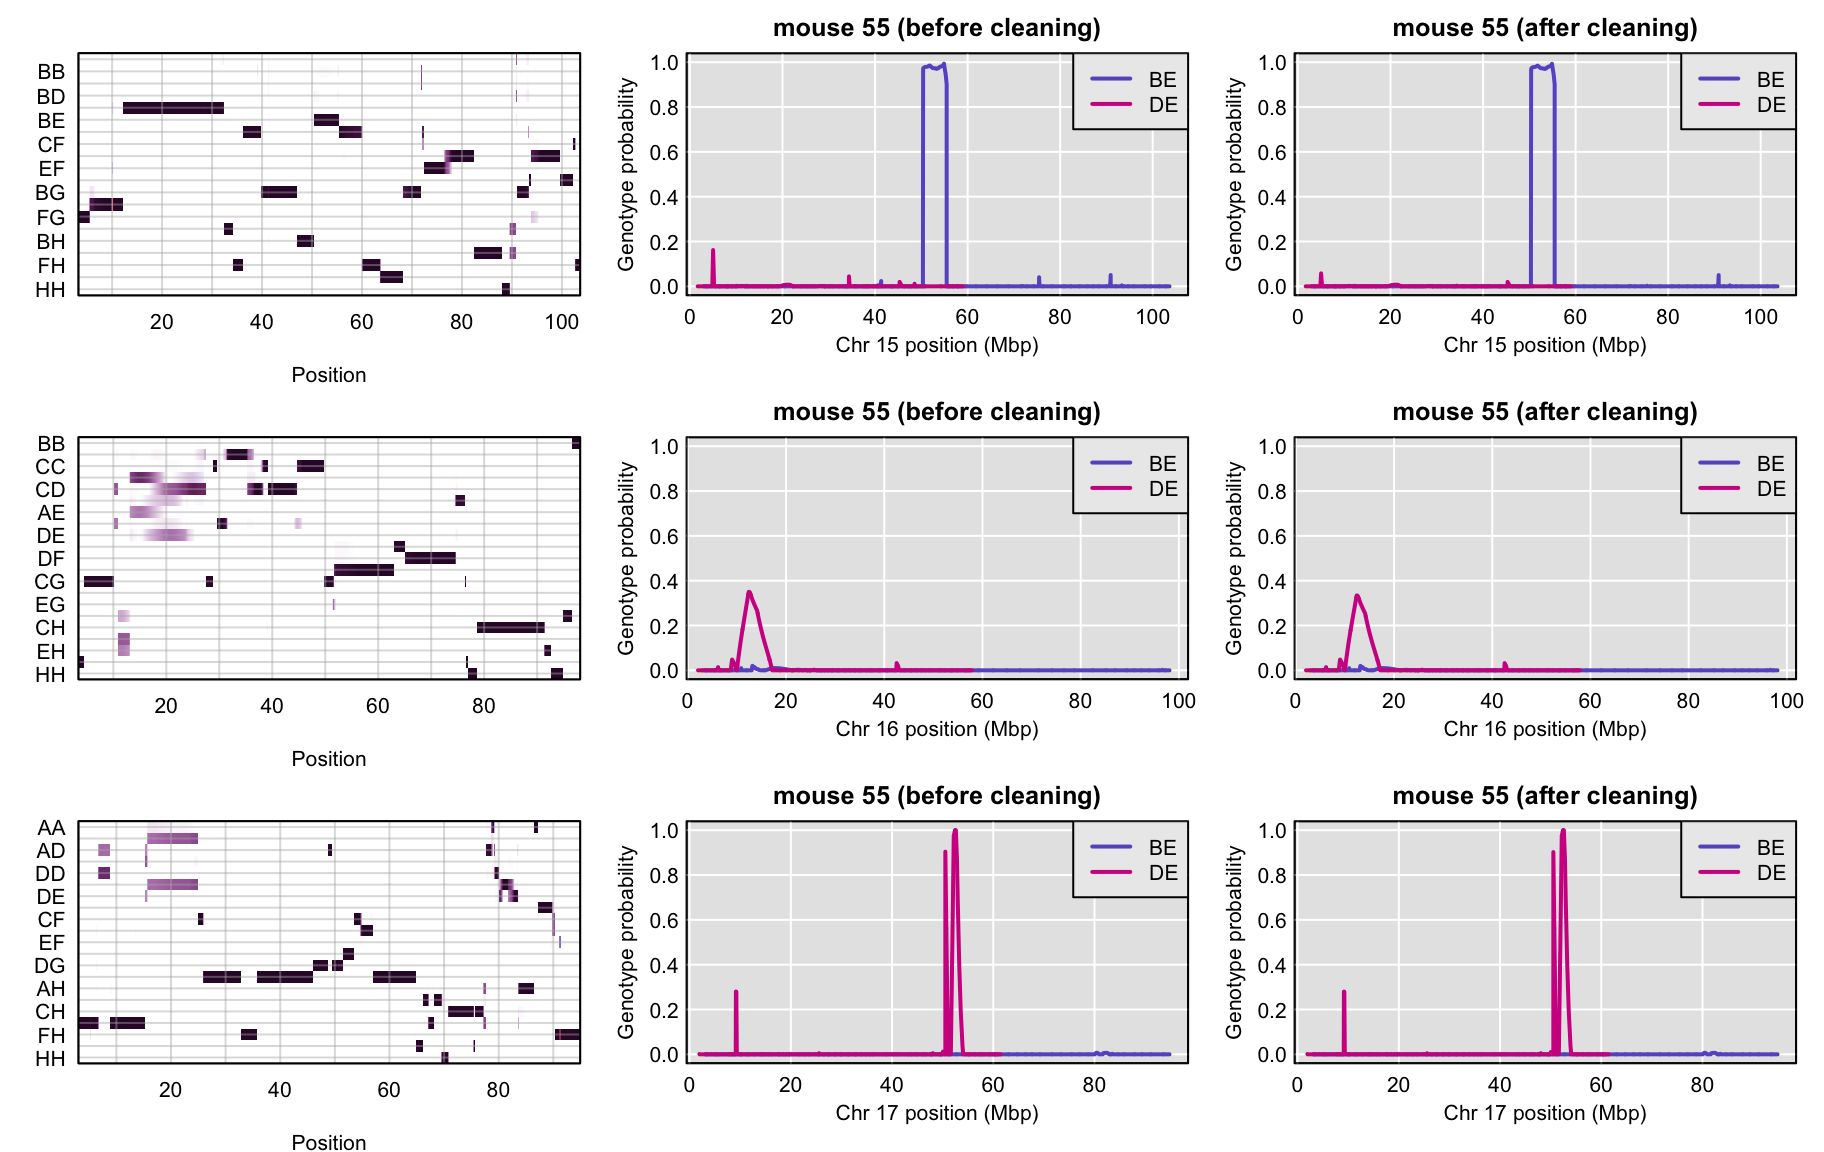 mouse 55 (before cleaning)
mouse 55 (after cleaning)
BB
BD
BE
CF
EF
BG
FG
BH
FH
HH
20 40 60 80 100
Position
Genotype probability
1.0
0.8
0.6
0.4
0.2
0.0
BE
DE
0 20 40 60 80 100
Chr 15 position (Mbp)
Genotype probability
1.0
0.8
0.6
0.4
0.2
0.0
BE
DE
0 20 40 60 80 100
Chr 15 position (Mbp)
mouse 55 (before cleaning)
mouse 55 (after cleaning)
BB
CC
CD
AE
DE
DF
CG
EG
CH
EH
HH
20 40 60 80
Position
Genotype probability
1.0
0.8
0.6
0.4
0.2
0.0
BE
DE
0 20 40 60 80 100
Chr 16 position (Mbp)
Genotype probability
1.0
0.8
0.6
0.4
0.2
0.0
BE
DE
0 20 40 60 80 100
Chr 16 position (Mbp)
mouse 55 (before cleaning)
mouse 55 (after cleaning)
AA
AD
DD
DE
CF
EF
DG
AH
CH
FH
HH
20 40 60 80
Position
Genotype probability
1.0
0.8
0.6
0.4
0.2
0.0
BE
DE
0 20 40 60 80
Chr 17 position (Mbp)
Genotype probability
1.0
0.8
0.6
0.4
0.2
0.0
BE
DE
0 20 40 60 80
Chr 17 position (Mbp)